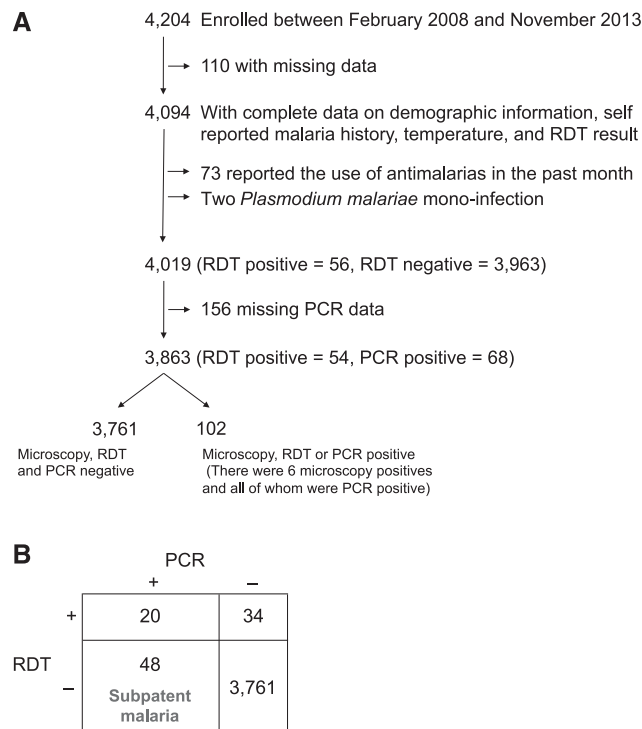 A
4,204 Enrolled between February 2008 and November 2013
110 with missing data
4,094 With complete data on demographic information, self
reported malaria history, temperature, and RDT result
73 reported the use of antimalarias in the past month
Two Plasmodium malariae mono-infection
4,019 (RDT positive = 56, RDT negative = 3,963)
156 missing PCR data
3,863 (RDT positive = 54, PCR positive = 68)
3,761
Microscopy, RDT
and PCR negative
102
Microscopy, RDT or PCR positive
(There were 6 microscopy positives
and all of whom were PCR positive)
B
PCR
+ −
+ 20 34
RDT
− 48 3,761
Subpatent
malaria